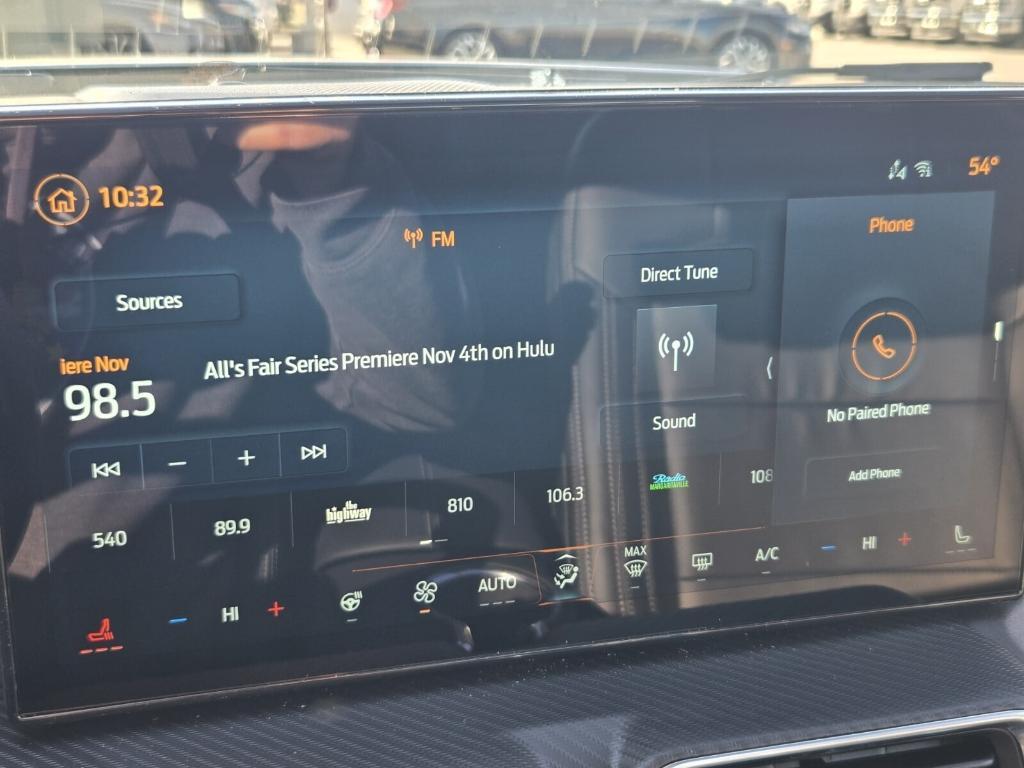 10:32
54°
FM
Phone
Sources
Direct Tune
iere Nov
98.5
All's Fair Series Premiere Nov 4th on Hulu
Sound
No Paired Phone
Add Phone
540
89.9
the
highway
810
106.3
Radio
MARGARITAVILLE
108
HI
AUTO
MAX
A/C
HI